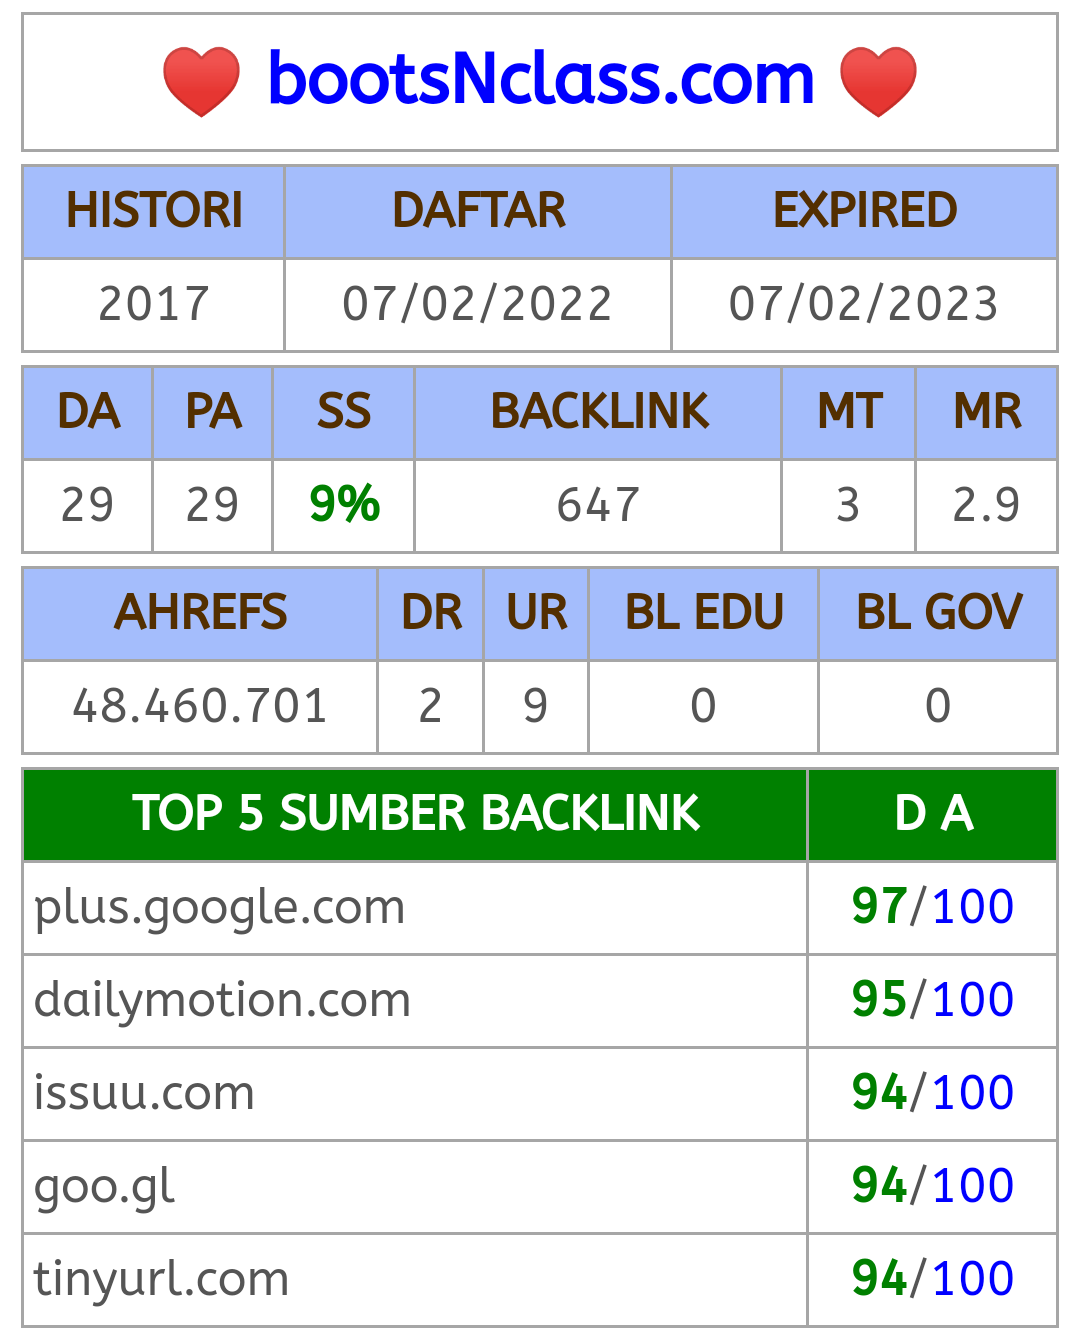 bootsNclass.com
HISTORI DAFTAR EXPIRED
2017 07/02/2022 07/02/2023
DA PA SS BACKLINK MT MR
29 29 9% 647 3 2.9
AHREFS DR UR BL EDU BL GOV
48.460.701 2 9 0 0
TOP 5 SUMBER BACKLINK D A
plus.google.com 97/100
dailymotion.com 95/100
issuu.com 94/100
goo.gl 94/100
tinyurl.com 94/100